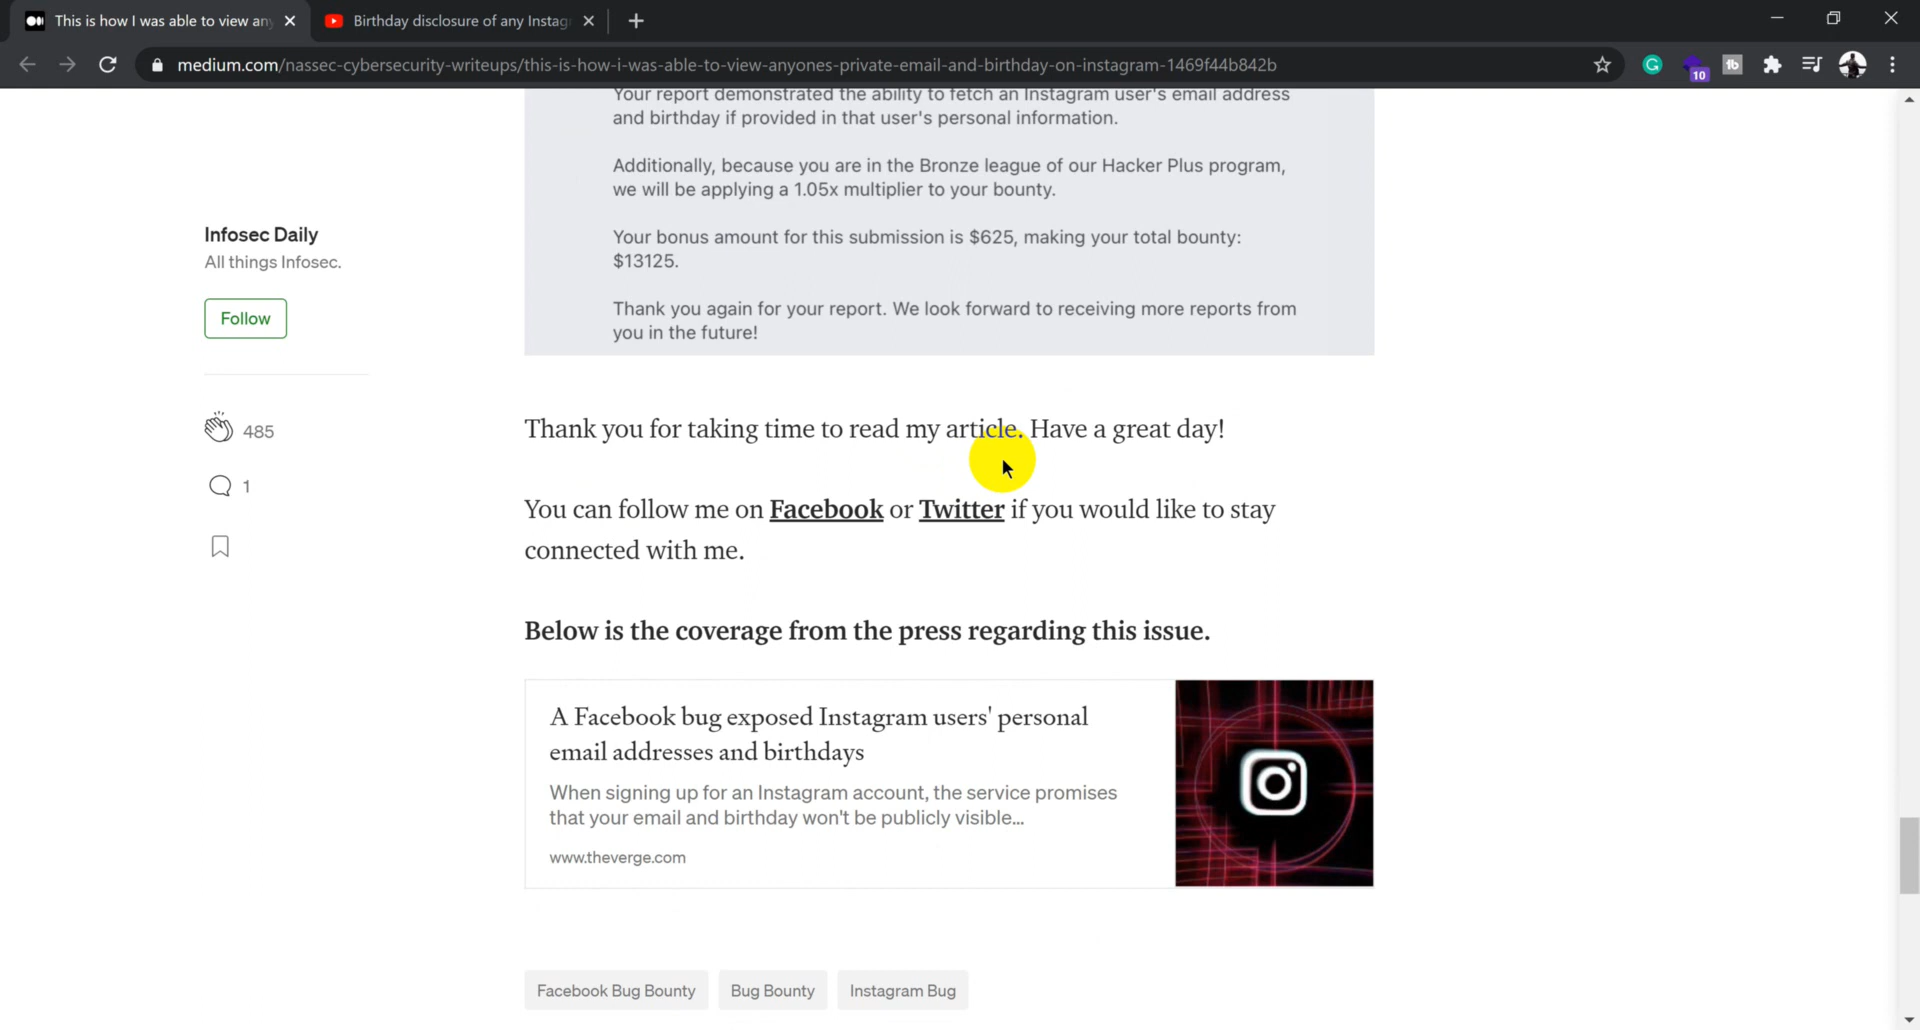 This is how I was able to view any
Birthday disclosure of any Instag
medium.com/nassec-cybersecurity-writeups/this-is-how-i-was-able-to-view-anyones-private-email-and-birthday-on-instagram-1469f44b842b
10
Your report demonstrated the ability to fetch an Instagram user's email address
and birthday if provided in that user's personal information.
Additionally, because you are in the Bronze league of our Hacker Plus program,
we will be applying a 1.05x multiplier to your bounty.
Your bonus amount for this submission is $625, making your total bounty:
$13125.
Thank you again for your report. We look forward to receiving more reports from
you in the future!
Infosec Daily
All things Infosec.
Follow
485
1
Thank you for taking time to read my article. Have a great day!
You can follow me on Facebook or Twitter if you would like to stay
connected with me.
Below is the coverage from the press regarding this issue.
A Facebook bug exposed Instagram users' personal
email addresses and birthdays
When signing up for an Instagram account, the service promises
that your email and birthday won't be publicly visible...
www.theverge.com
Facebook Bug Bounty
Bug Bounty
Instagram Bug